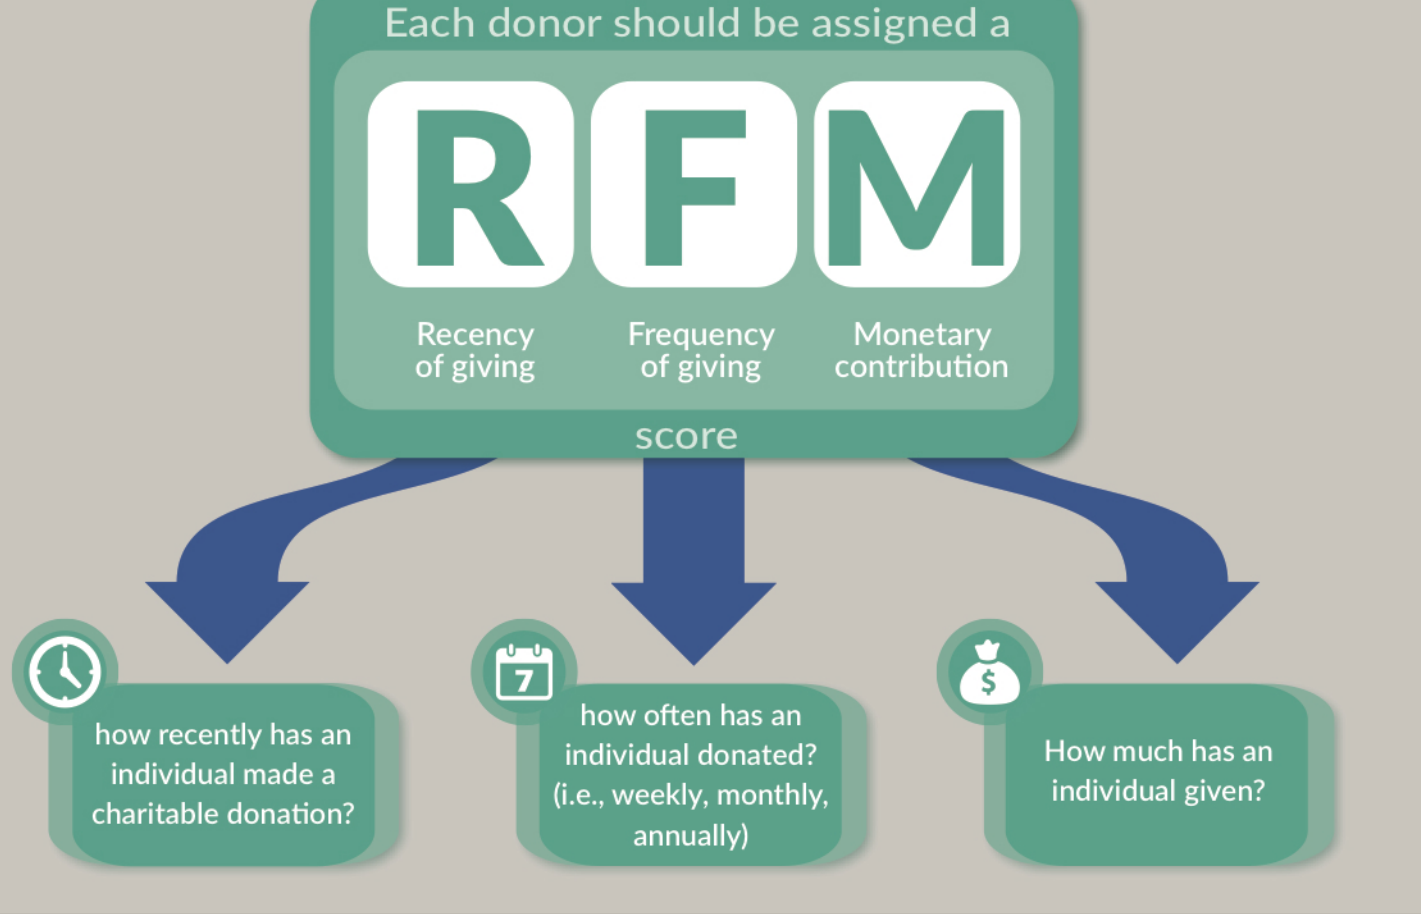 Each donor should be assigned a
R F M
Recency
of giving
Frequency
of giving
Monetary
contribution
score
how recently has an
individual made a
charitable donation?
7
how often has an
individual donated?
(i.e., weekly, monthly,
annually)
$
How much has an
individual given?